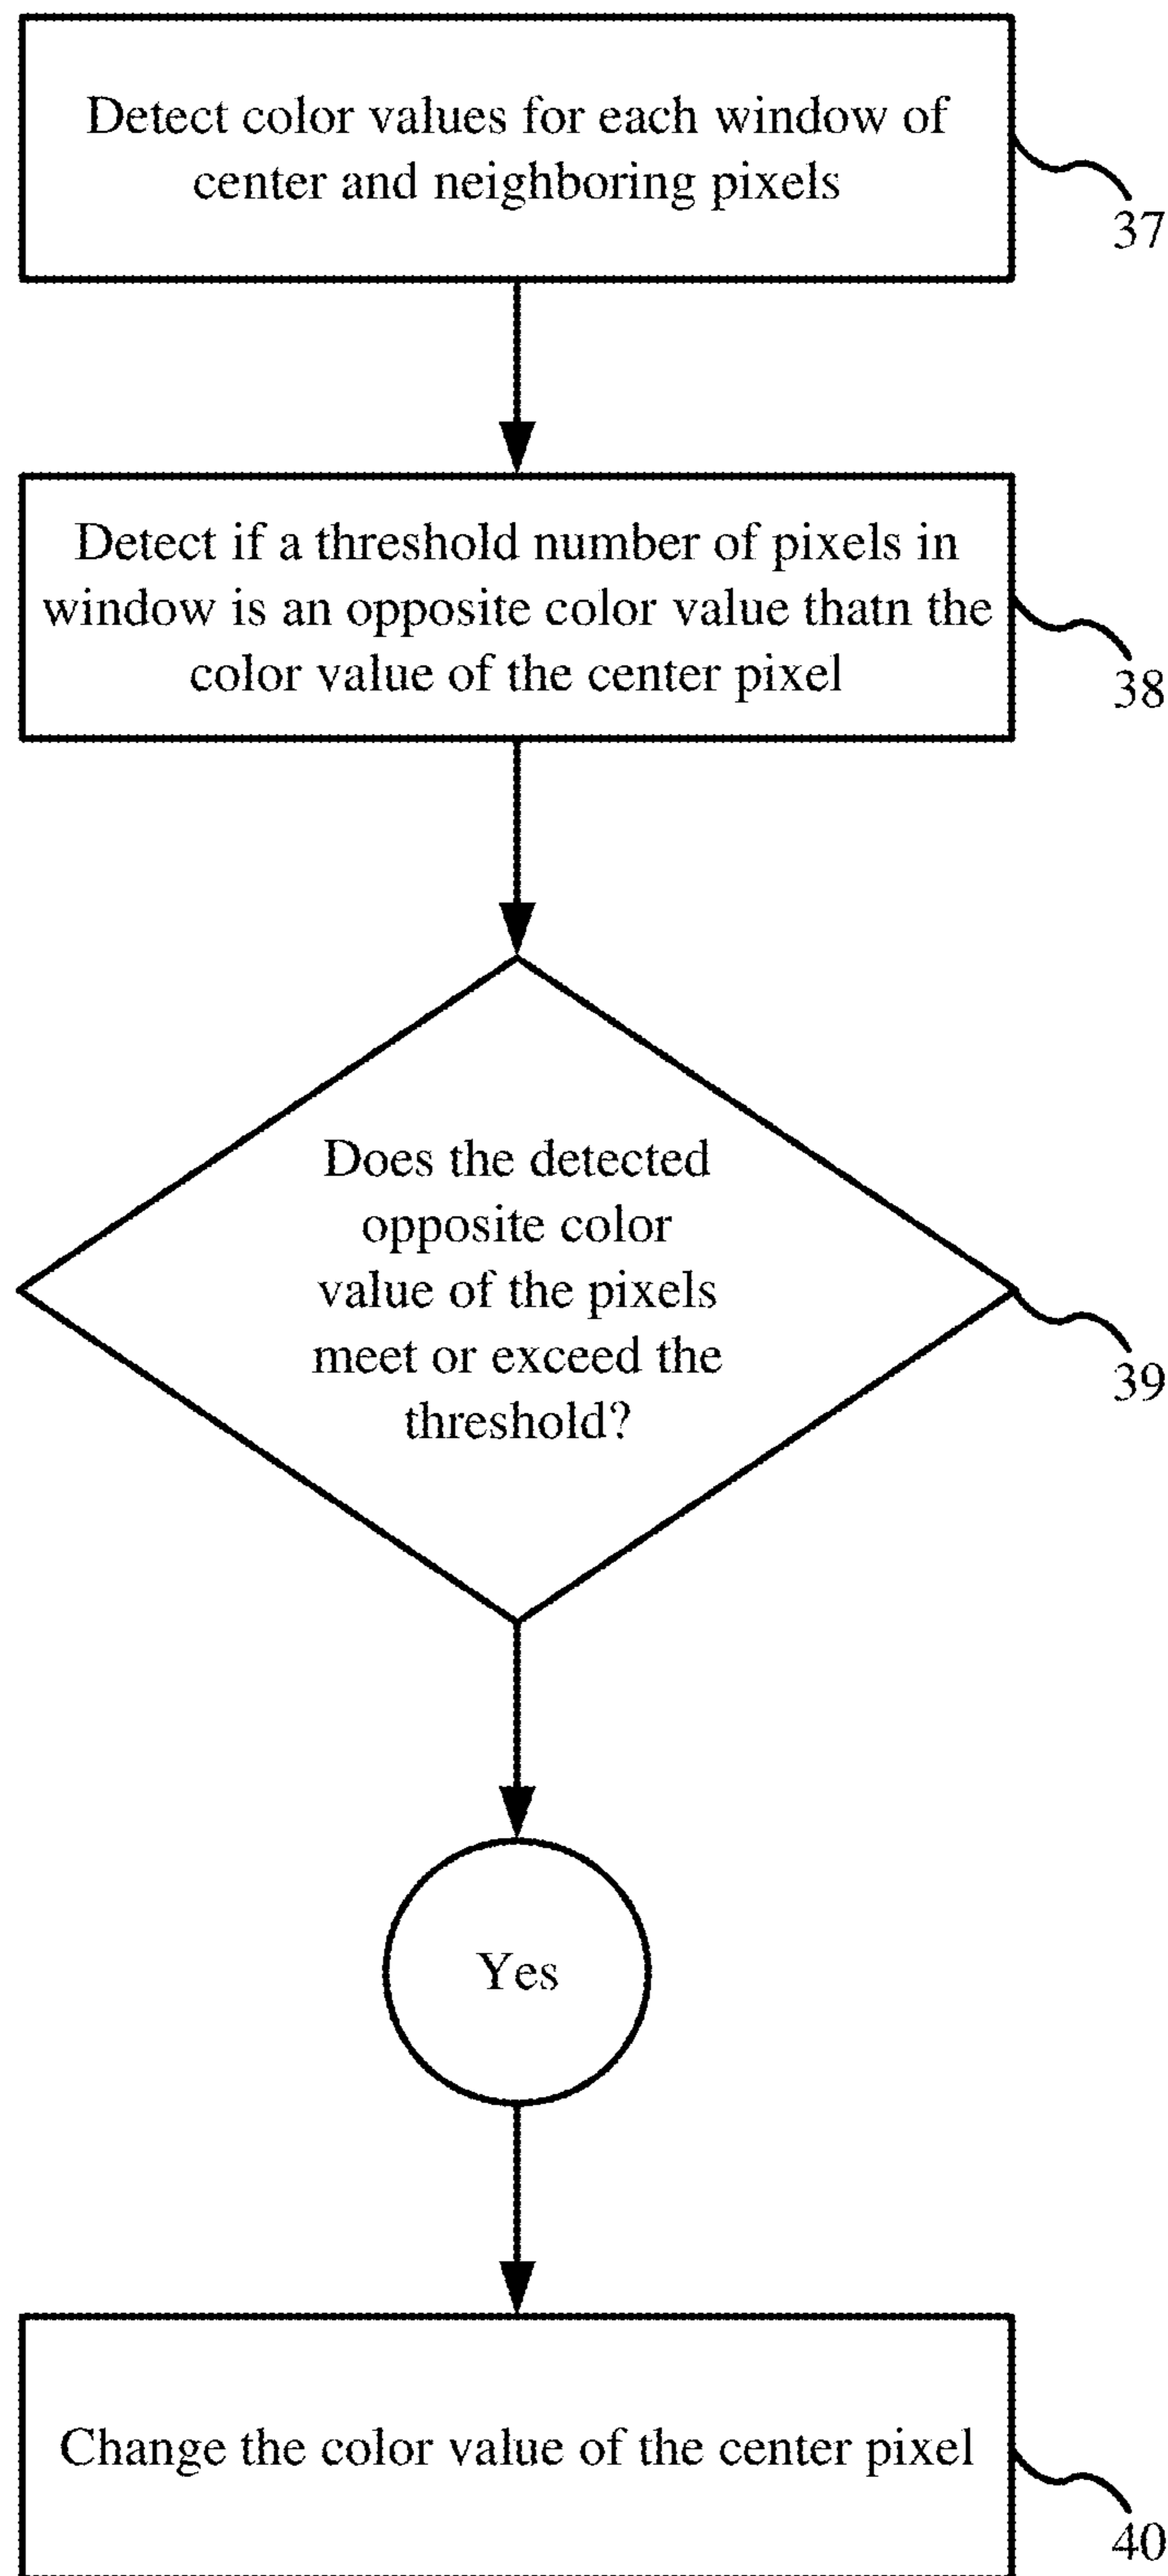 Detect color values for each window of
center and neighboring pixels
37
Detect if a threshold number of pixels in
window is an opposite color value thatn the
color value of the center pixel
38
Does the detected
opposite color
value of the pixels
meet or exceed the
threshold?
39
Yes
Change the color value of the center pixel
40